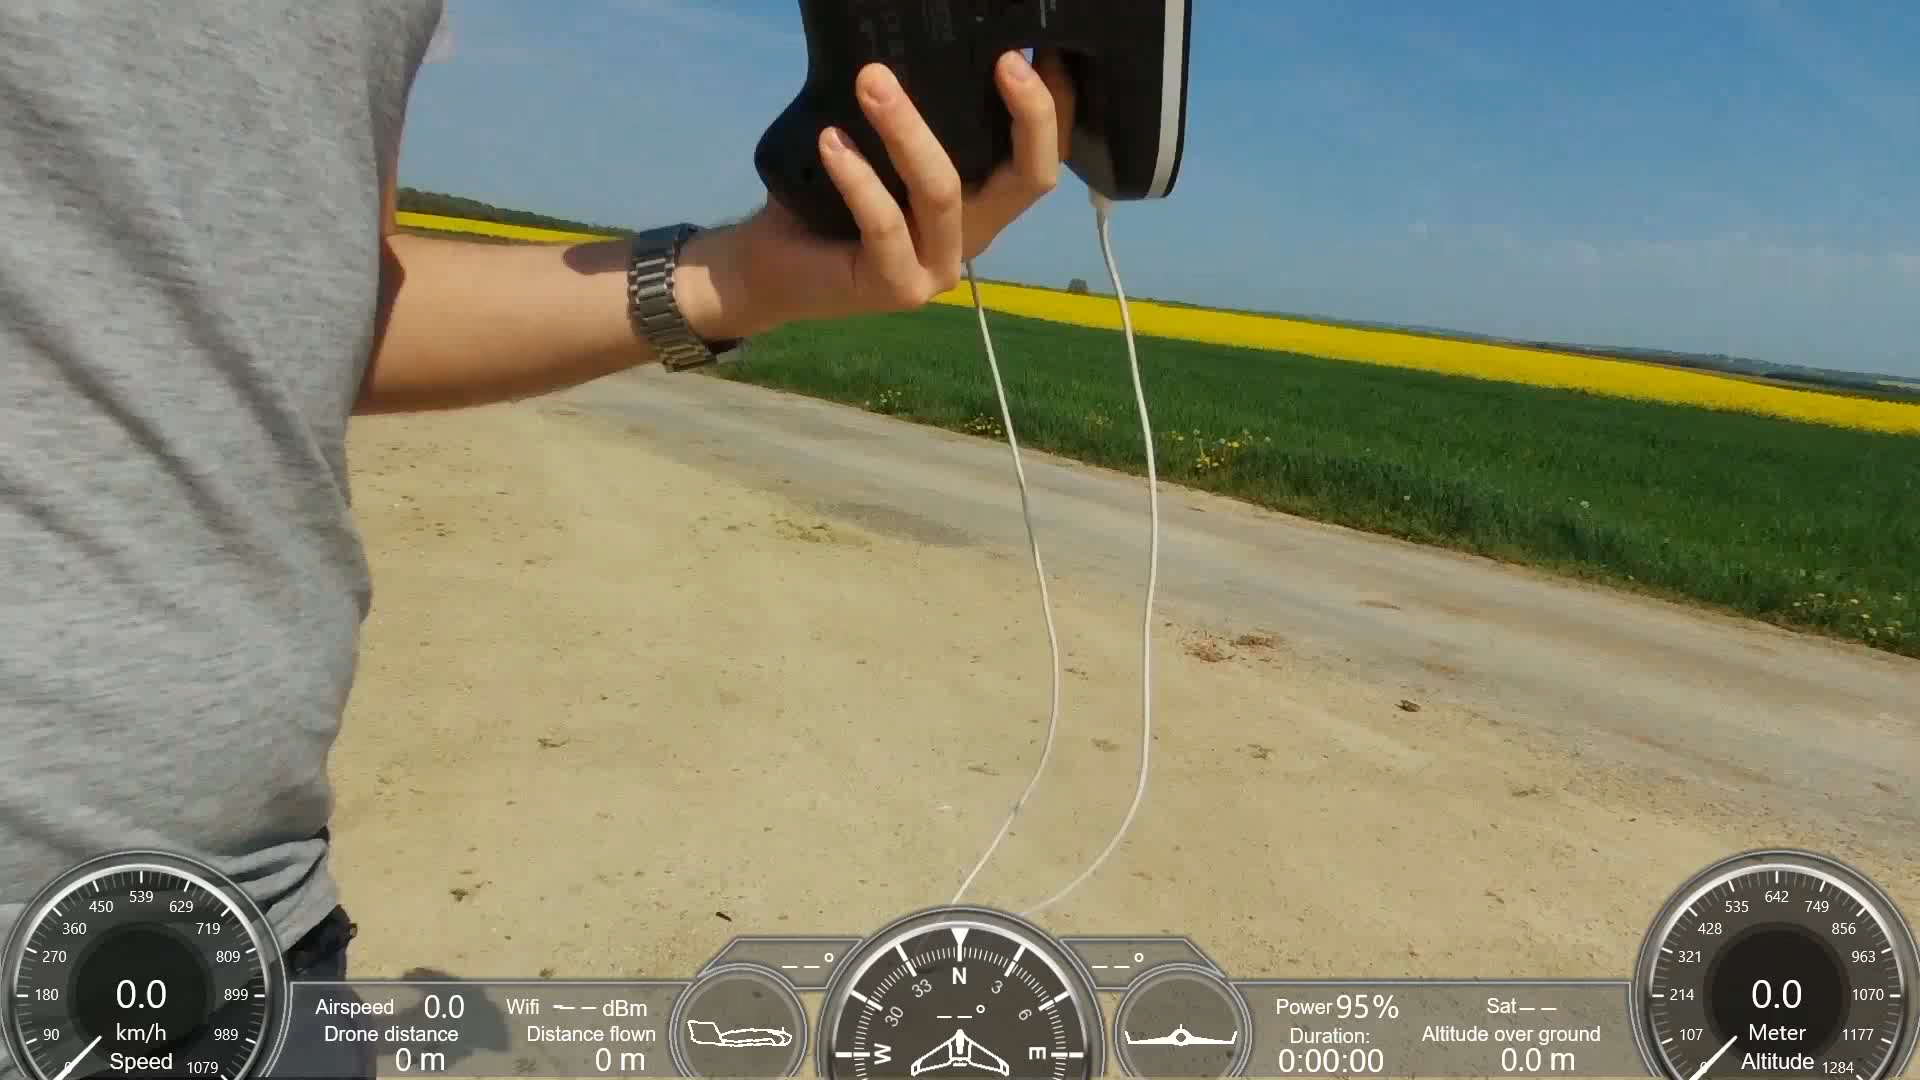 539
450 629
360 719
270 809
180 899
90 989
0 1079
0.0
km/h
Speed
Airspeed 0.0 Wifi – – – dBm
Drone distance Distance flown
0 m 0 m
– – °
– – °
N
33 3
30 6
W E
– – °
Power 95% Sat – –
Duration: Altitude over ground
0:00:00 0.0 m
642
535 749
428 856
321 963
214 1070
107 1177
0 1284
0.0
Meter
Altitude